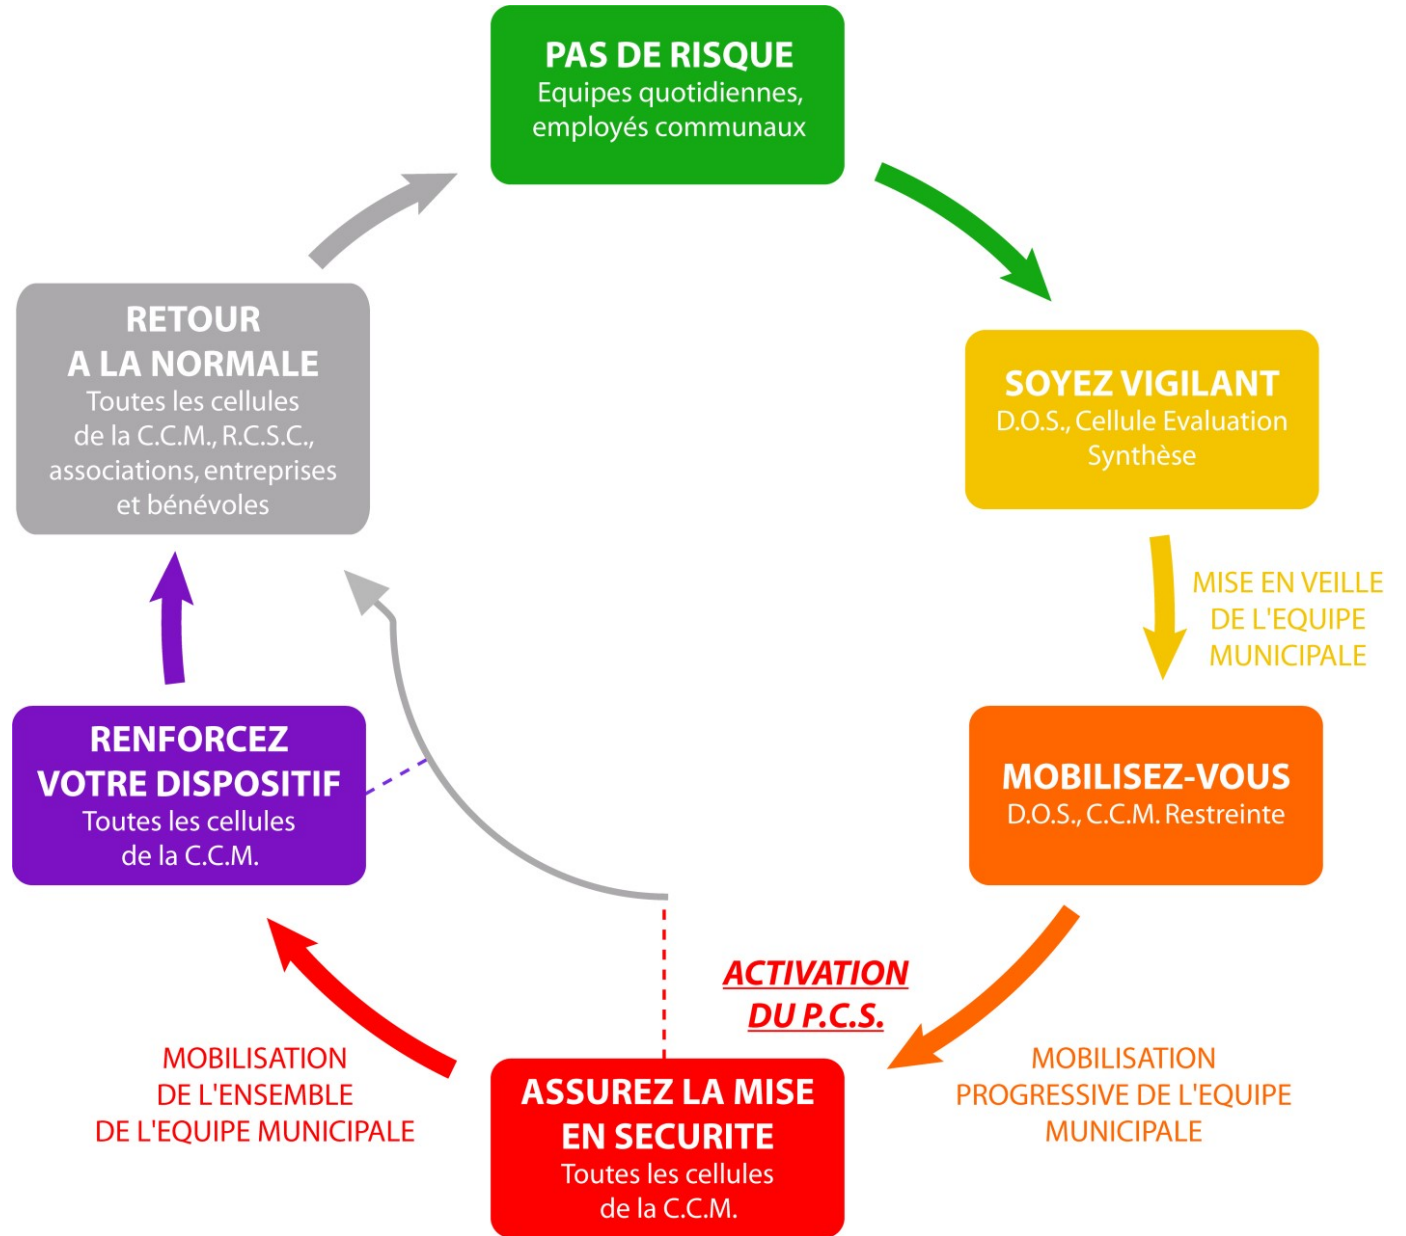 PAS DE RISQUE
Equipes quotidiennes,
employés communaux
SOYEZ VIGILANT
D.O.S., Cellule Evaluation
Synthèse
MISE EN VEILLE
DE L'EQUIPE
MUNICIPALE
MOBILISEZ-VOUS
D.O.S., C.C.M. Restreinte
MOBILISATION
PROGRESSIVE DE L'EQUIPE
MUNICIPALE
ACTIVATION
DU P.C.S.
ASSUREZ LA MISE
EN SECURITE
Toutes les cellules
de la C.C.M.
MOBILISATION
DE L'ENSEMBLE
DE L'EQUIPE MUNICIPALE
RENFORCEZ
VOTRE DISPOSITIF
Toutes les cellules
de la C.C.M.
RETOUR
A LA NORMALE
Toutes les cellules
de la C.C.M., R.C.S.C.,
associations, entreprises
et bénévoles